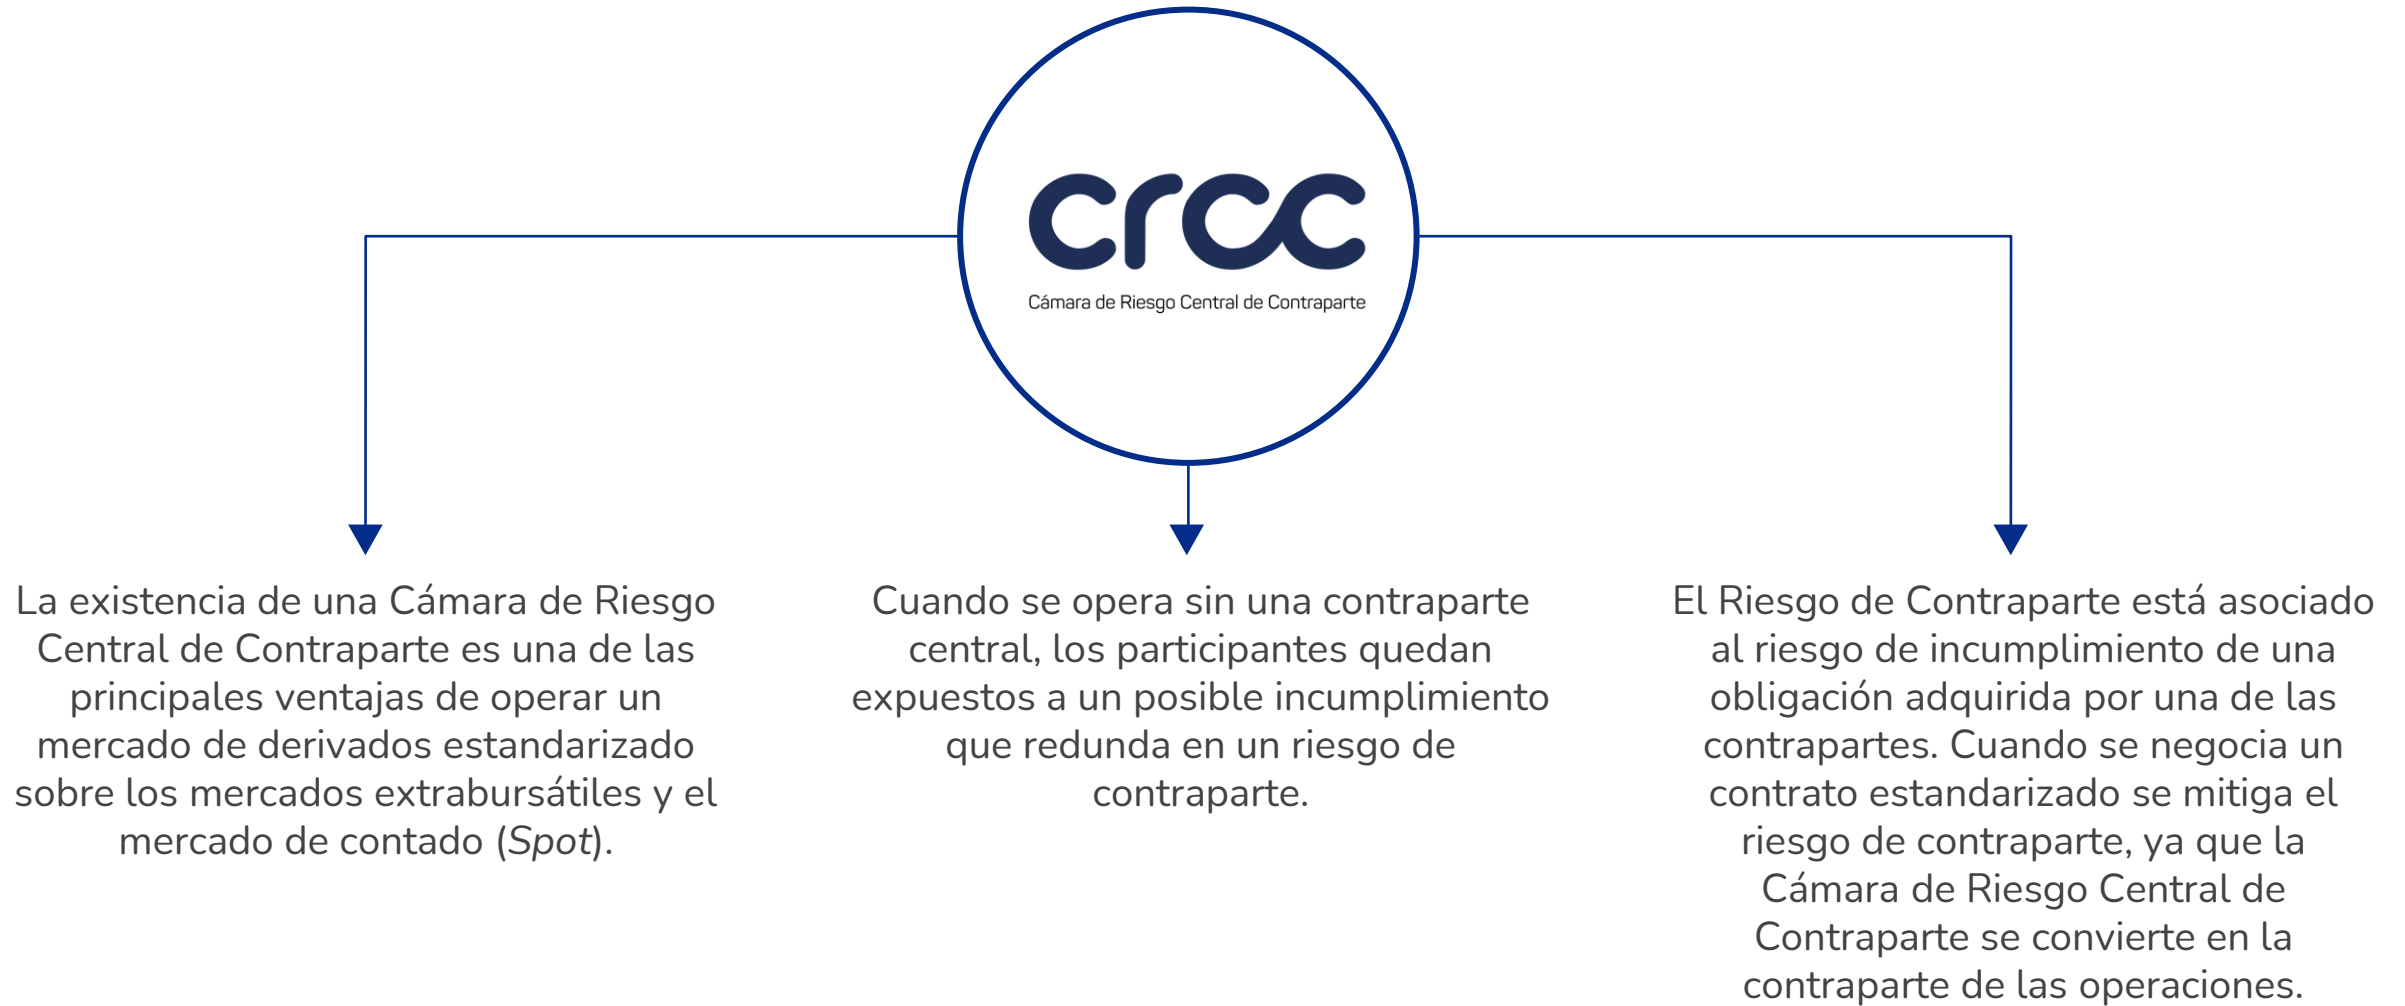 crcc
Cámara de Riesgo Central de Contraparte
La existencia de una Cámara de Riesgo
Central de Contraparte es una de las
principales ventajas de operar un
mercado de derivados estandarizado
sobre los mercados extrabursátiles y el
mercado de contado (Spot).
Cuando se opera sin una contraparte
central, los participantes quedan
expuestos a un posible incumplimiento
que redunda en un riesgo de
contraparte.
El Riesgo de Contraparte está asociado
al riesgo de incumplimiento de una
obligación adquirida por una de las
contrapartes. Cuando se negocia un
contrato estandarizado se mitiga el
riesgo de contraparte, ya que la
Cámara de Riesgo Central de
Contraparte se convierte en la
contraparte de las operaciones.